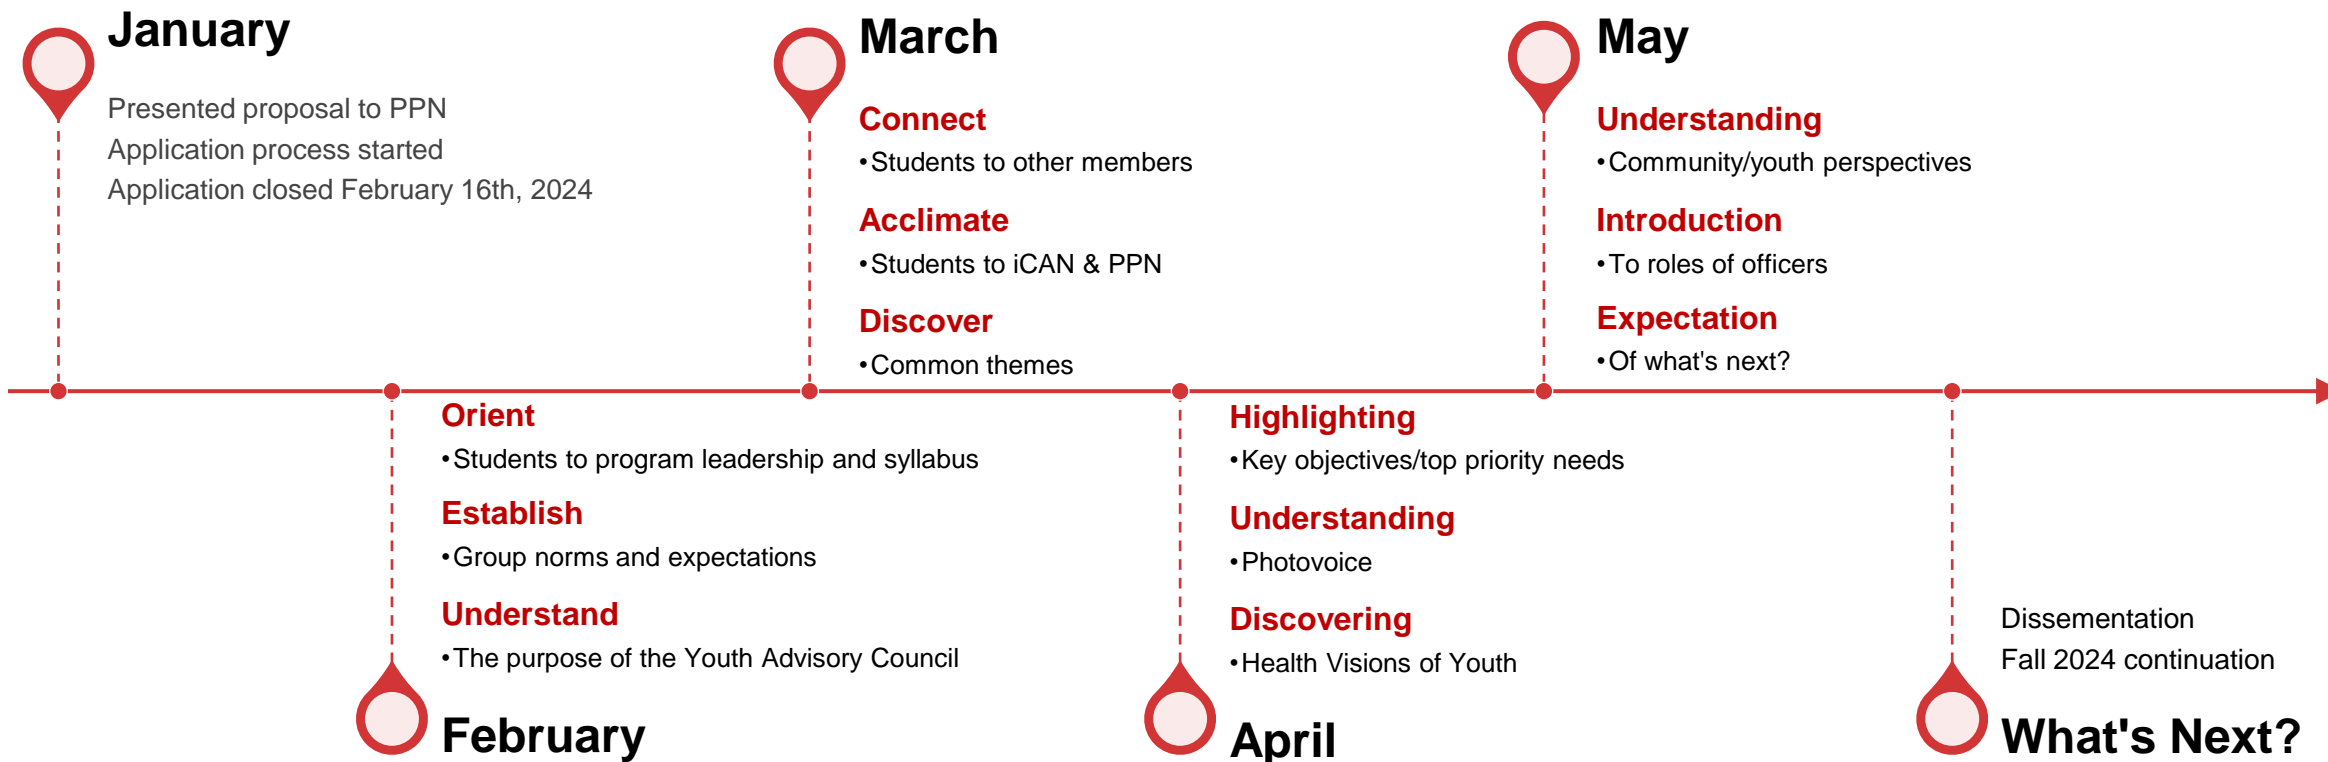 January
Presented proposal to PPN
Application process started
Application closed February 16th, 2024
Orient
•Students to program leadership and syllabus
Establish
•Group norms and expectations
Understand
•The purpose of the Youth Advisory Council
February
March
Connect
•Students to other members
Acclimate
•Students to iCAN & PPN
Discover
•Common themes
Highlighting
•Key objectives/top priority needs
Understanding
•Photovoice
Discovering
•Health Visions of Youth
April
May
Understanding
•Community/youth perspectives
Introduction
•To roles of officers
Expectation
•Of what's next?
Dissementation
Fall 2024 continuation
What's Next?